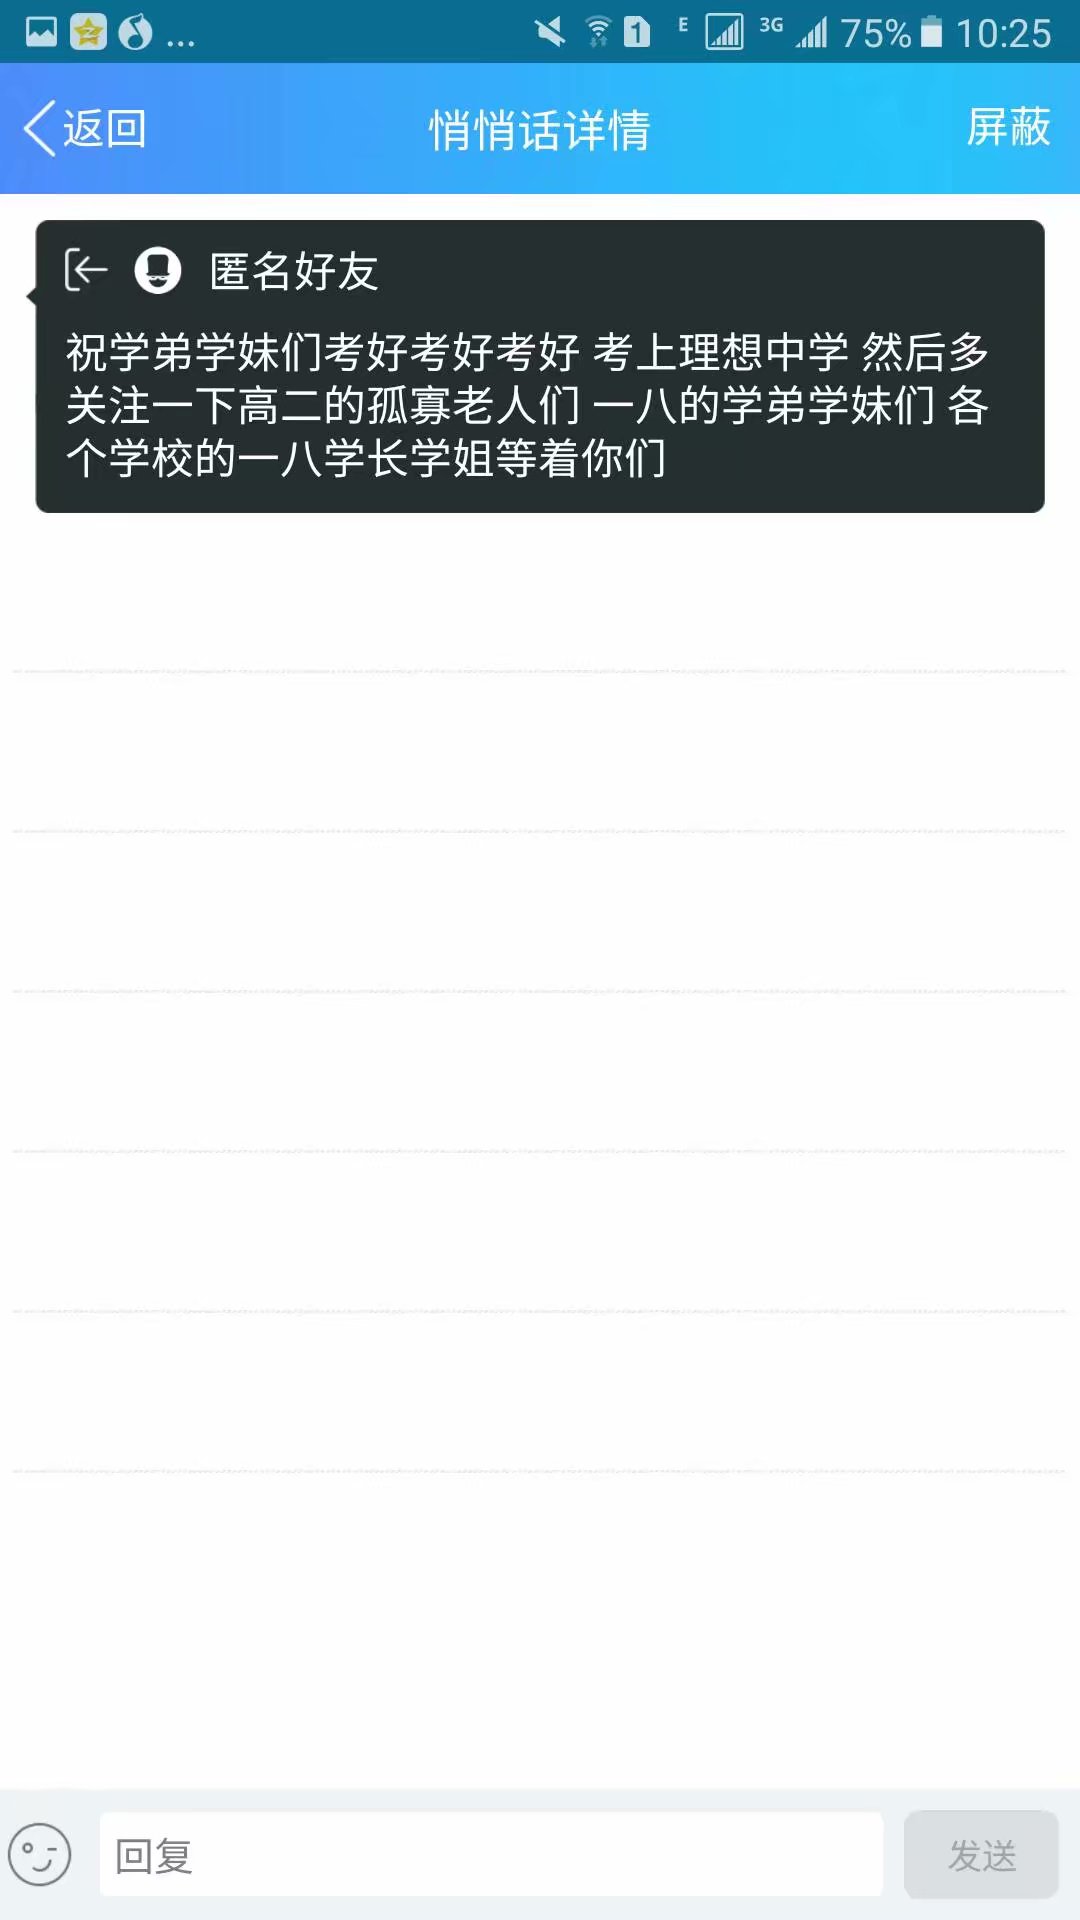 ... 1 E 3G 75% 10:25
返回 悄悄话详情 屏蔽
匿名好友
祝学弟学妹们考好考好考好 考上理想中学 然后多
关注一下高二的孤寡老人们 一八的学弟学妹们 各
个学校的一八学长学姐等着你们
回复 发送